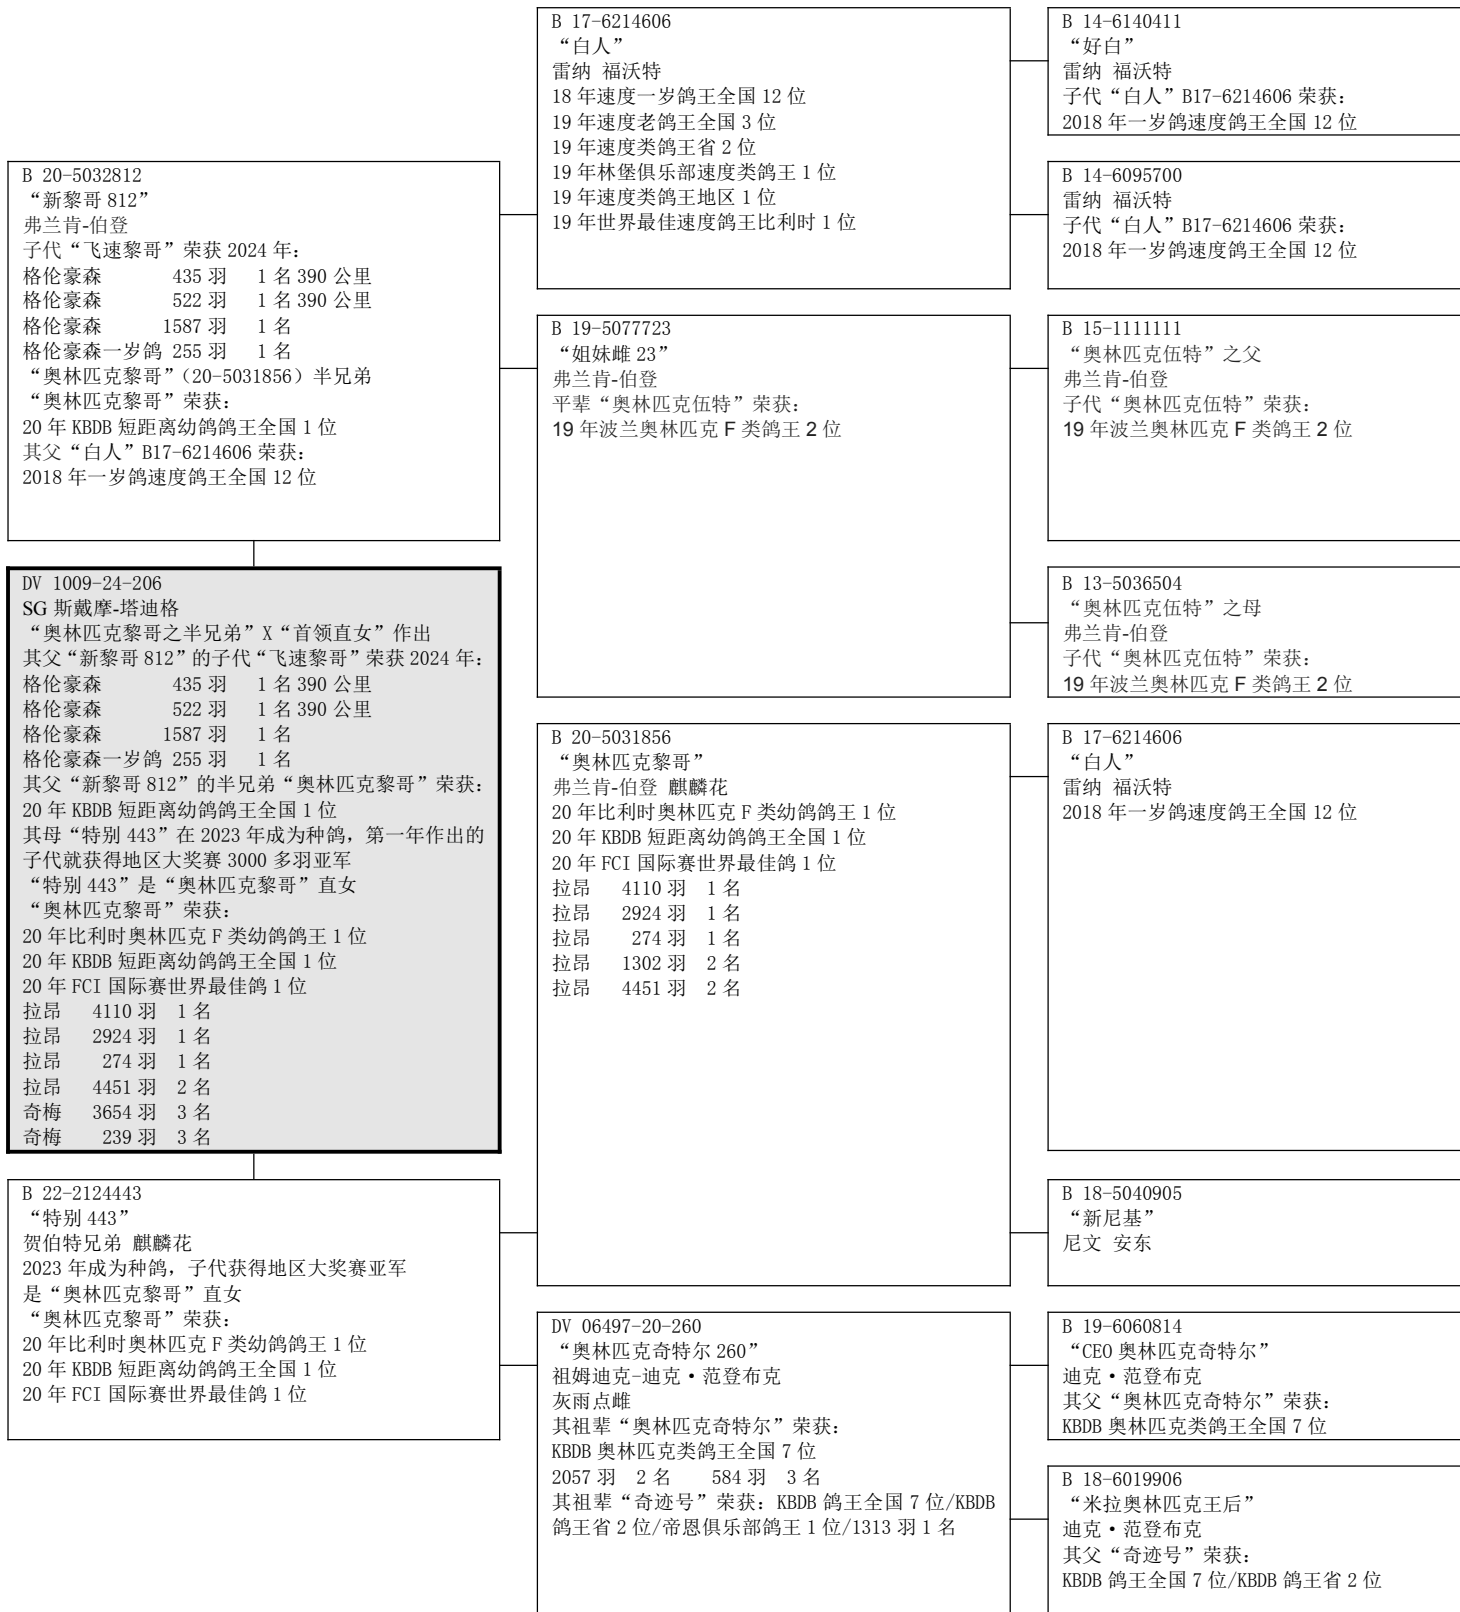 B 20-5032812
“新黎哥 812”
弗兰肯-伯登
子代“飞速黎哥”荣获 2024 年：
格伦豪森 435 羽 1 名 390 公里
格伦豪森 522 羽 1 名 390 公里
格伦豪森 1587 羽 1 名
格伦豪森一岁鸽 255 羽 1 名
“奥林匹克黎哥”（20-5031856）半兄弟
“奥林匹克黎哥”荣获：
20 年 KBDB 短距离幼鸽鸽王全国 1 位
其父“白人”B17-6214606 荣获：
2018 年一岁鸽速度鸽王全国 12 位
DV 1009-24-206
SG 斯戴摩-塔迪格
“奥林匹克黎哥之半兄弟”X“首领直女”作出
其父“新黎哥 812”的子代“飞速黎哥”荣获 2024 年：
格伦豪森 435 羽 1 名 390 公里
格伦豪森 522 羽 1 名 390 公里
格伦豪森 1587 羽 1 名
格伦豪森一岁鸽 255 羽 1 名
其父“新黎哥 812”的半兄弟“奥林匹克黎哥”荣获：
20 年 KBDB 短距离幼鸽鸽王全国 1 位
其母“特别 443”在 2023 年成为种鸽，第一年作出的
子代就获得地区大奖赛 3000 多羽亚军
“特别 443”是“奥林匹克黎哥”直女
“奥林匹克黎哥”荣获：
20 年比利时奥林匹克 F 类幼鸽鸽王 1 位
20 年 KBDB 短距离幼鸽鸽王全国 1 位
20 年 FCI 国际赛世界最佳鸽 1 位
拉昂 4110 羽 1 名
拉昂 2924 羽 1 名
拉昂 274 羽 1 名
拉昂 4451 羽 2 名
奇梅 3654 羽 3 名
奇梅 239 羽 3 名
B 22-2124443
“特别 443”
贺伯特兄弟 麒麟花
2023 年成为种鸽，子代获得地区大奖赛亚军
是“奥林匹克黎哥”直女
“奥林匹克黎哥”荣获：
20 年比利时奥林匹克 F 类幼鸽鸽王 1 位
20 年 KBDB 短距离幼鸽鸽王全国 1 位
20 年 FCI 国际赛世界最佳鸽 1 位
B 17-6214606
“白人”
雷纳 福沃特
18 年速度一岁鸽王全国 12 位
19 年速度老鸽王全国 3 位
19 年速度类鸽王省 2 位
19 年林堡俱乐部速度类鸽王 1 位
19 年速度类鸽王地区 1 位
19 年世界最佳速度鸽王比利时 1 位
B 19-5077723
“姐妹雌 23”
弗兰肯-伯登
平辈“奥林匹克伍特”荣获：
19 年波兰奥林匹克 F 类鸽王 2 位
B 20-5031856
“奥林匹克黎哥”
弗兰肯-伯登 麒麟花
20 年比利时奥林匹克 F 类幼鸽鸽王 1 位
20 年 KBDB 短距离幼鸽鸽王全国 1 位
20 年 FCI 国际赛世界最佳鸽 1 位
拉昂 4110 羽 1 名
拉昂 2924 羽 1 名
拉昂 274 羽 1 名
拉昂 1302 羽 2 名
拉昂 4451 羽 2 名
DV 06497-20-260
“奥林匹克奇特尔 260”
祖姆迪克-迪克•范登布克
灰雨点雌
其祖辈“奥林匹克奇特尔”荣获：
KBDB 奥林匹克类鸽王全国 7 位
2057 羽 2 名 584 羽 3 名
其祖辈“奇迹号”荣获：KBDB 鸽王全国 7 位/KBDB
鸽王省 2 位/帝恩俱乐部鸽王 1 位/1313 羽 1 名
B 14-6140411
“好白”
雷纳 福沃特
子代“白人”B17-6214606 荣获：
2018 年一岁鸽速度鸽王全国 12 位
B 14-6095700
雷纳 福沃特
子代“白人”B17-6214606 荣获：
2018 年一岁鸽速度鸽王全国 12 位
B 15-1111111
“奥林匹克伍特”之父
弗兰肯-伯登
子代“奥林匹克伍特”荣获：
19 年波兰奥林匹克 F 类鸽王 2 位
B 13-5036504
“奥林匹克伍特”之母
弗兰肯-伯登
子代“奥林匹克伍特”荣获：
19 年波兰奥林匹克 F 类鸽王 2 位
B 17-6214606
“白人”
雷纳 福沃特
2018 年一岁鸽速度鸽王全国 12 位
B 18-5040905
“新尼基”
尼文 安东
B 19-6060814
“CEO 奥林匹克奇特尔”
迪克•范登布克
其父“奥林匹克奇特尔”荣获：
KBDB 奥林匹克类鸽王全国 7 位
B 18-6019906
“米拉奥林匹克王后”
迪克•范登布克
其父“奇迹号”荣获：
KBDB 鸽王全国 7 位/KBDB 鸽王省 2 位